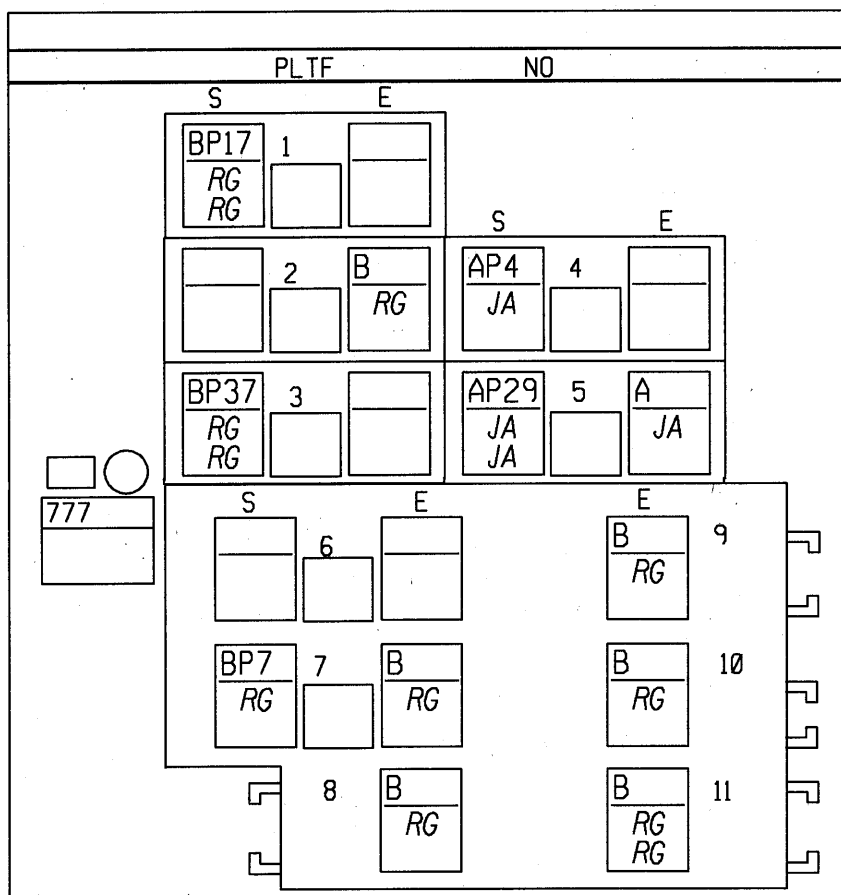 PLTF NO
S E
BP17 1
RG
RG
S E
2 B
RG
AP4 4
JA
BP37 3
RG
RG
AP29 5 A
JA JA
JA
777
S E E
6
B 9
RG
BP7 7 B
RG RG
B 10
RG
8 B
RG
B 11
RG
RG